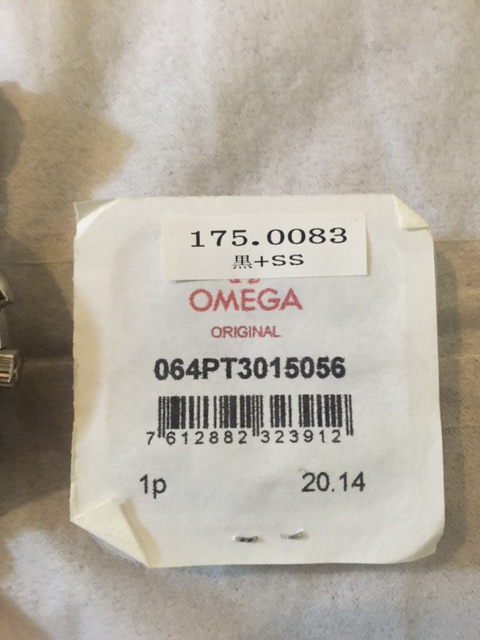 175.0083
黒+SS
OMEGA
ORIGINAL
064PT3015056
7 612882 323912
1p 20.14